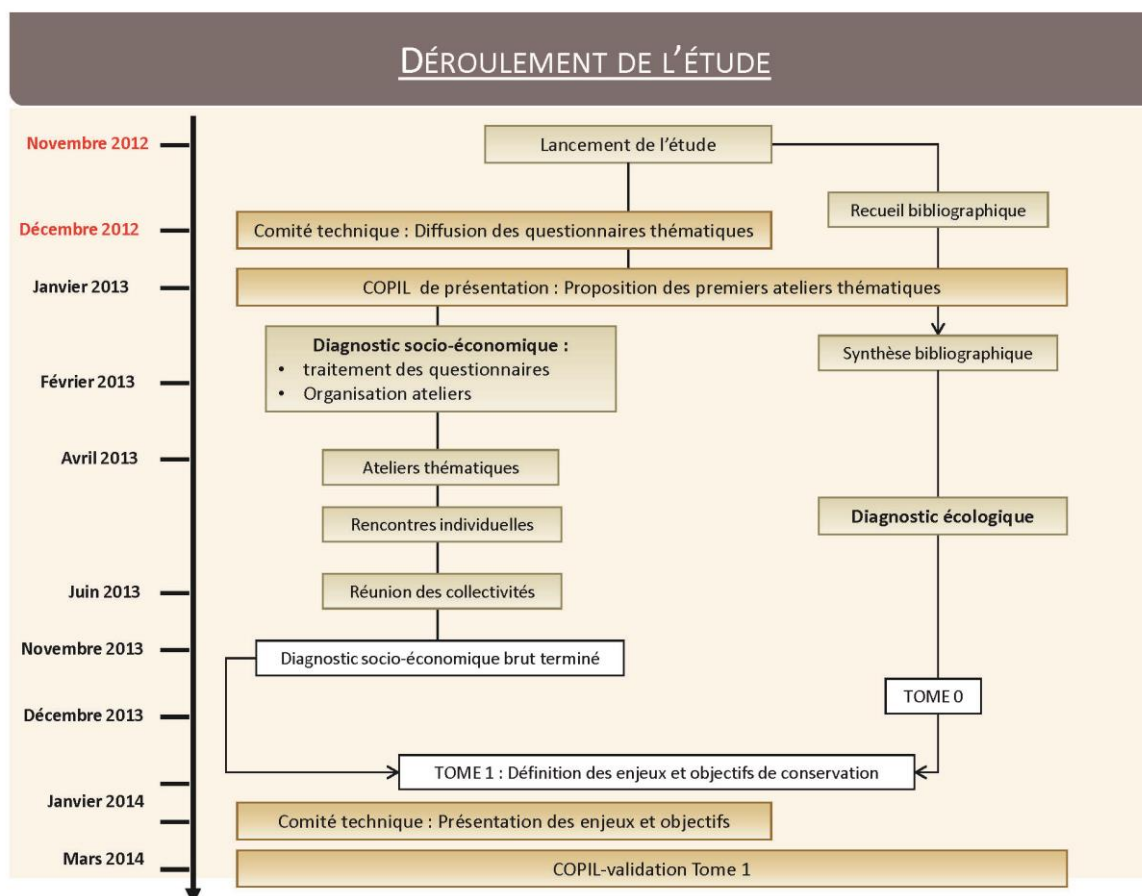 DÉROULEMENT DE L'ÉTUDE
Novembre 2012
Lancement de l'étude
Recueil bibliographique
Décembre 2012
Comité technique : Diffusion des questionnaires thématiques
Janvier 2013
COPIL de présentation : Proposition des premiers ateliers thématiques
Diagnostic socio-économique :
• traitement des questionnaires
• Organisation ateliers
Synthèse bibliographique
Février 2013
Avril 2013
Ateliers thématiques
Rencontres individuelles
Diagnostic écologique
Juin 2013
Réunion des collectivités
Novembre 2013
Diagnostic socio-économique brut terminé
TOME 0
Décembre 2013
TOME 1 : Définition des enjeux et objectifs de conservation
Janvier 2014
Comité technique : Présentation des enjeux et objectifs
Mars 2014
COPIL-validation Tome 1